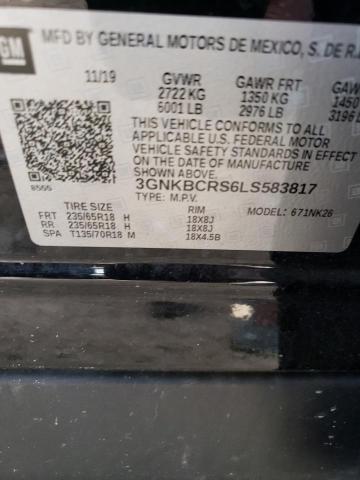 GM MFD BY GENERAL MOTORS DE MEXICO, S. DE R.
11/19 GVWR GAWR FRT
2722 KG 1350 KG
6001 LB 2976 LB 3196
THIS VEHICLE CONFORMS TO ALL
APPLICABLE U.S. FEDERAL MOTOR
VEHICLE SAFETY STANDARDS IN EFFECT
ON THE DATE OF MANUFACTURE
SHOWN ABOVE.
3GNKBCRS6LS583817
TYPE: M.P.V. MODEL: 671NK26
TIRE SIZE RIM
FRT 235/65R18 H 18X8J
RR 235/65R18 H 18X8J
SPA T135/70R18 M 18X4.5B